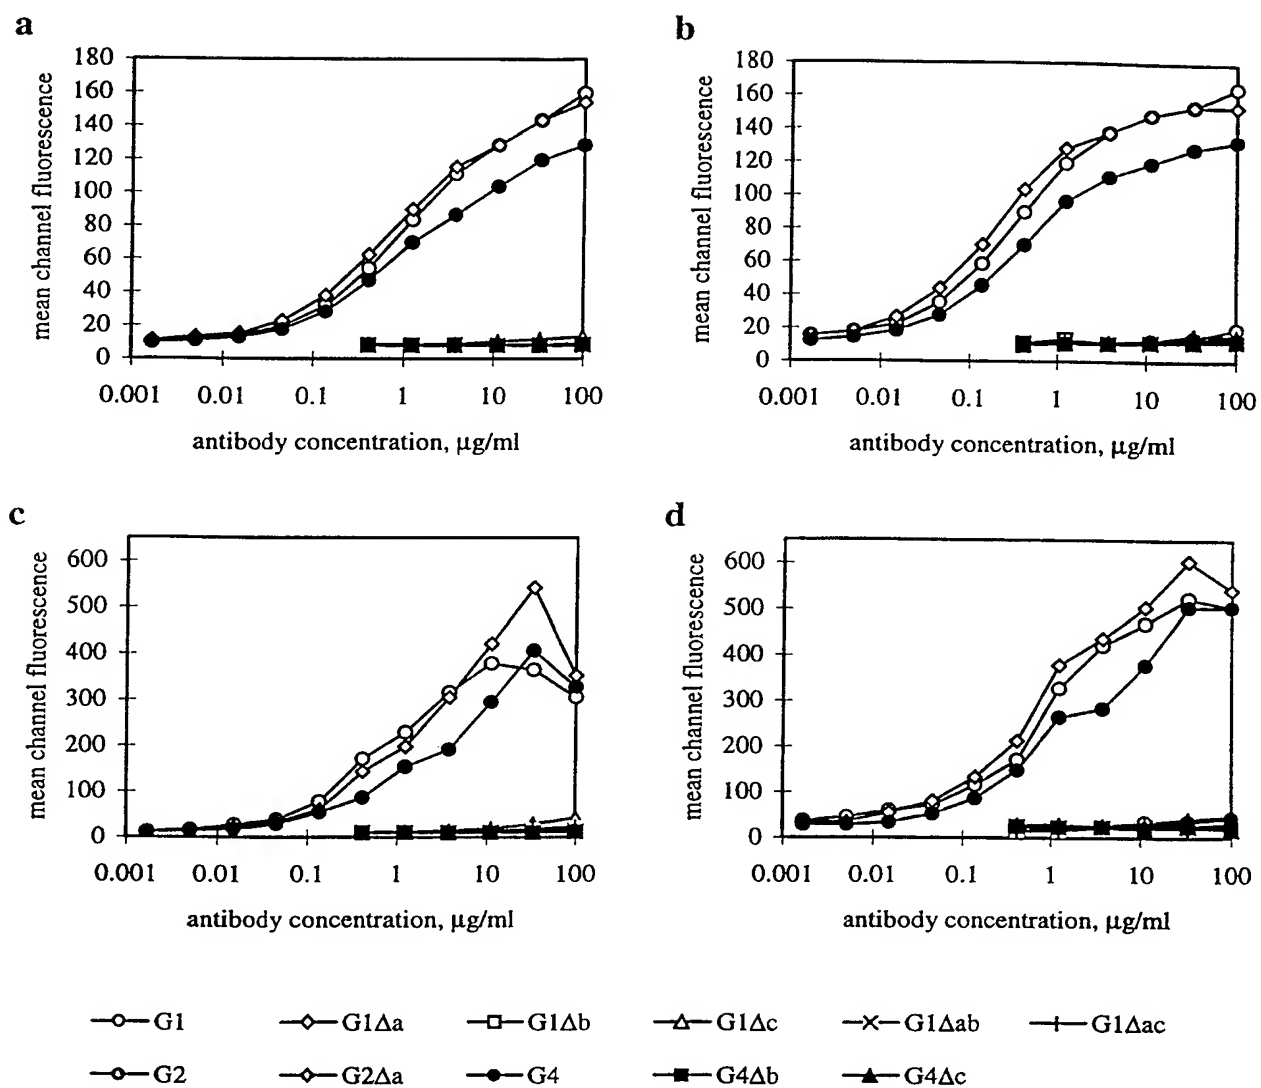 a
b
180
160
140
120
100
80
60
40
20
0
mean channel fluorescence
0.001 0.01 0.1 1 10 100
antibody concentration, µg/ml
180
160
140
120
100
80
60
40
20
0
mean channel fluorescence
0.001 0.01 0.1 1 10 100
antibody concentration, µg/ml
c
d
600
500
400
300
200
100
0
mean channel fluorescence
0.001 0.01 0.1 1 10 100
antibody concentration, µg/ml
600
500
400
300
200
100
0
mean channel fluorescence
0.001 0.01 0.1 1 10 100
antibody concentration, µg/ml
G1 G1Δa G1Δb G1Δc G1Δab G1Δac
G2 G2Δa G4 G4Δb G4Δc